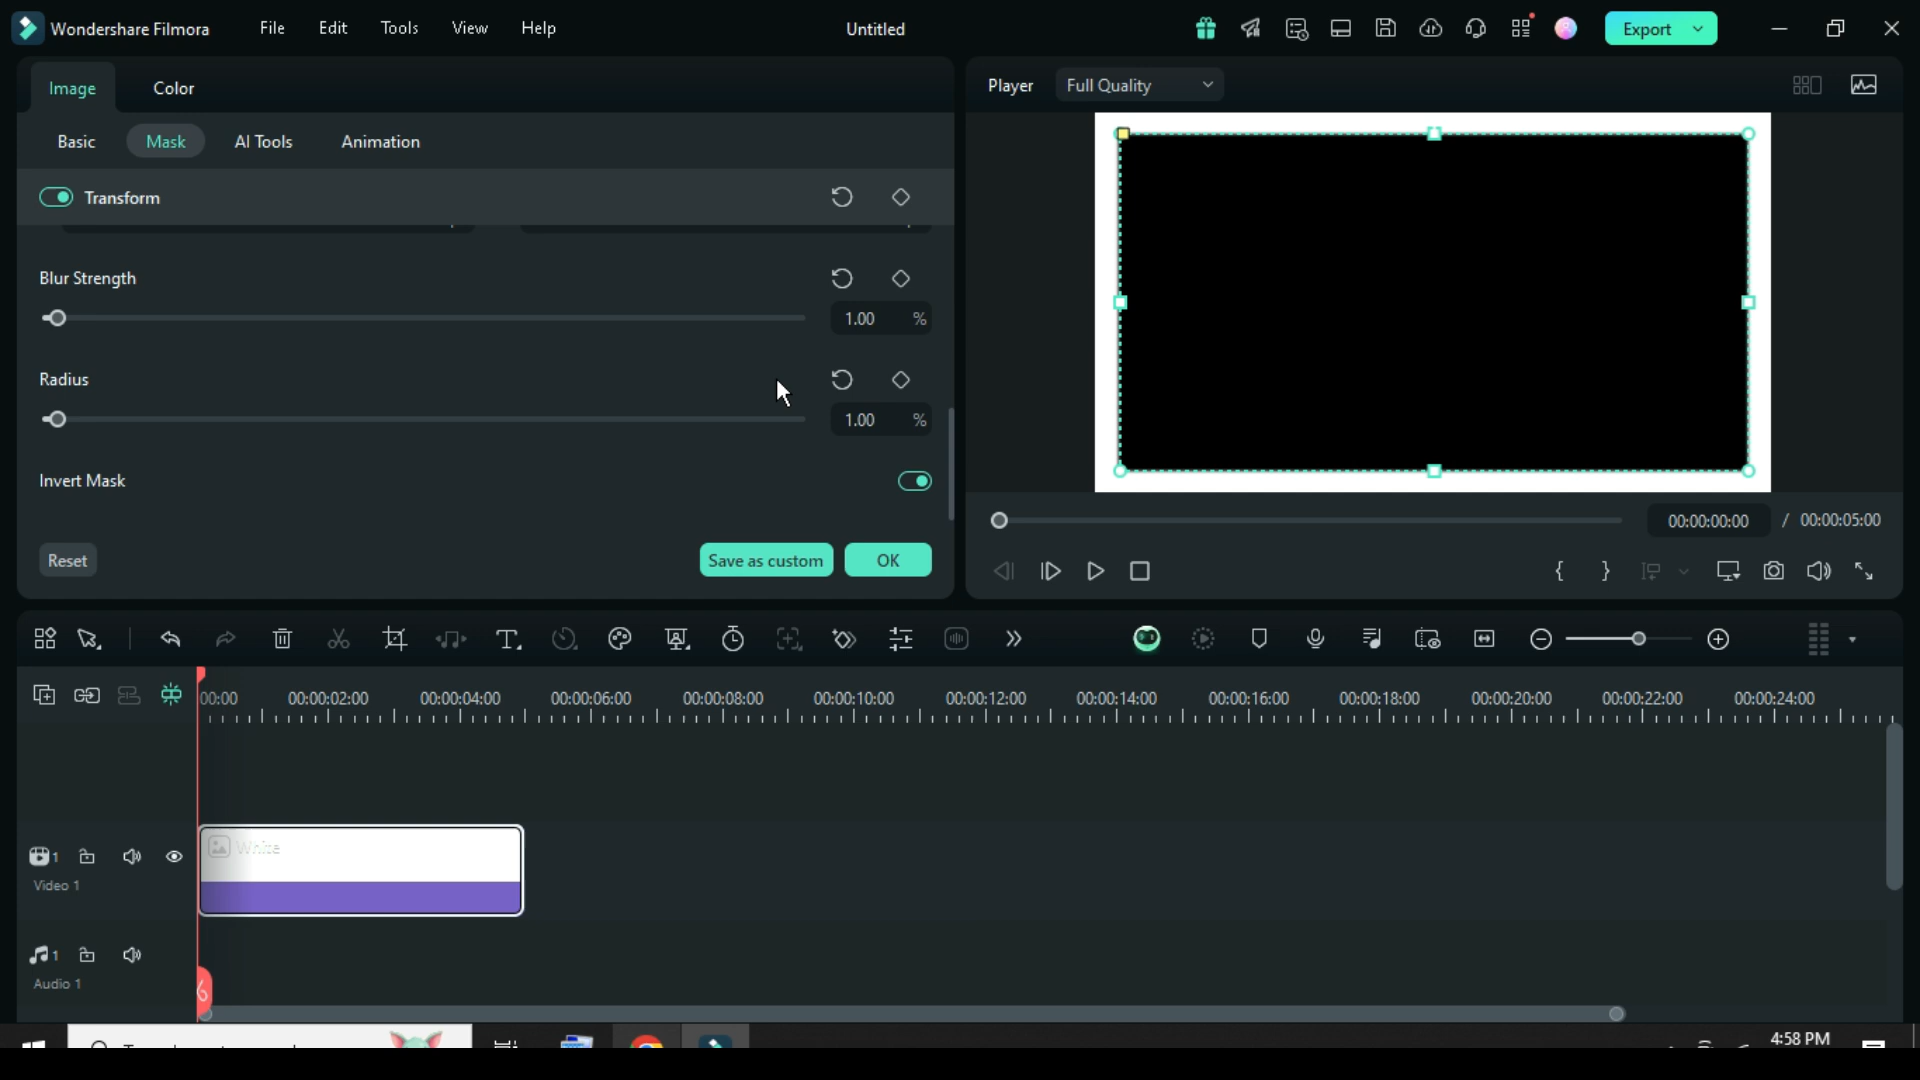 Wondershare Filmora File Edit Tools View Help Untitled Export
Image Color
Player Full Quality
Basic Mask AI Tools Animation
Transform
Blur Strength
1.00 %
Radius
1.00 %
Invert Mask
00:00:00:00 / 00:00:05:00
Reset Save as custom OK
00:00 00:00:02:00 00:00:04:00 00:00:06:00 00:00:08:00 00:00:10:00 00:00:12:00 00:00:14:00 00:00:16:00 00:00:18:00 00:00:20:00 00:00:22:00 00:00:24:00
White
1
Video 1
1
Audio 1
4:58 PM